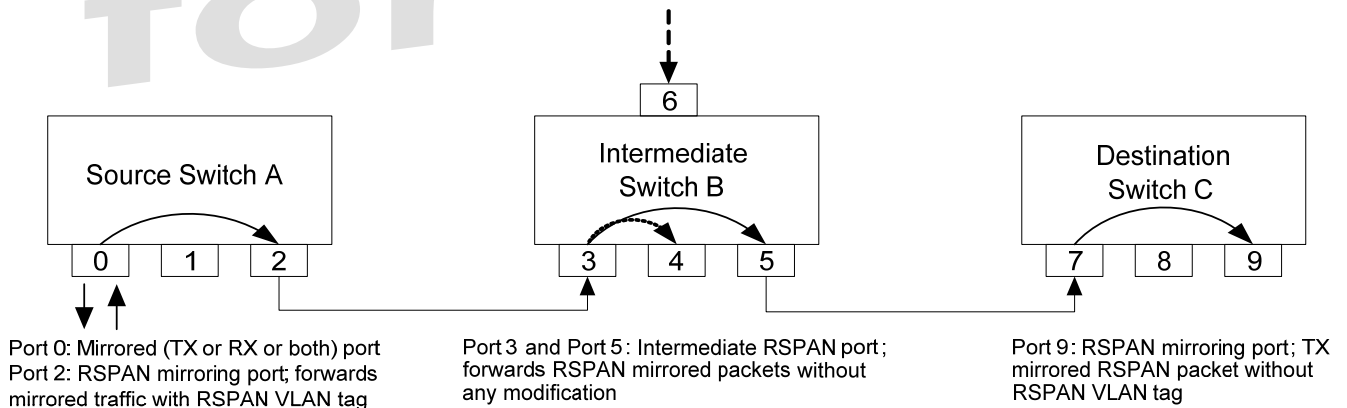 for
6
Source Switch A
Intermediate
Switch B
Destination
Switch C
0 1 2
3 4 5
7 8 9
Port 0: Mirrored (TX or RX or both) port
Port 2: RSPAN mirroring port; forwards
mirrored traffic with RSPAN VLAN tag
Port 3 and Port 5: Intermediate RSPAN port;
forwards RSPAN mirrored packets without
any modification
Port 9: RSPAN mirroring port; TX
mirrored RSPAN packet without
RSPAN VLAN tag